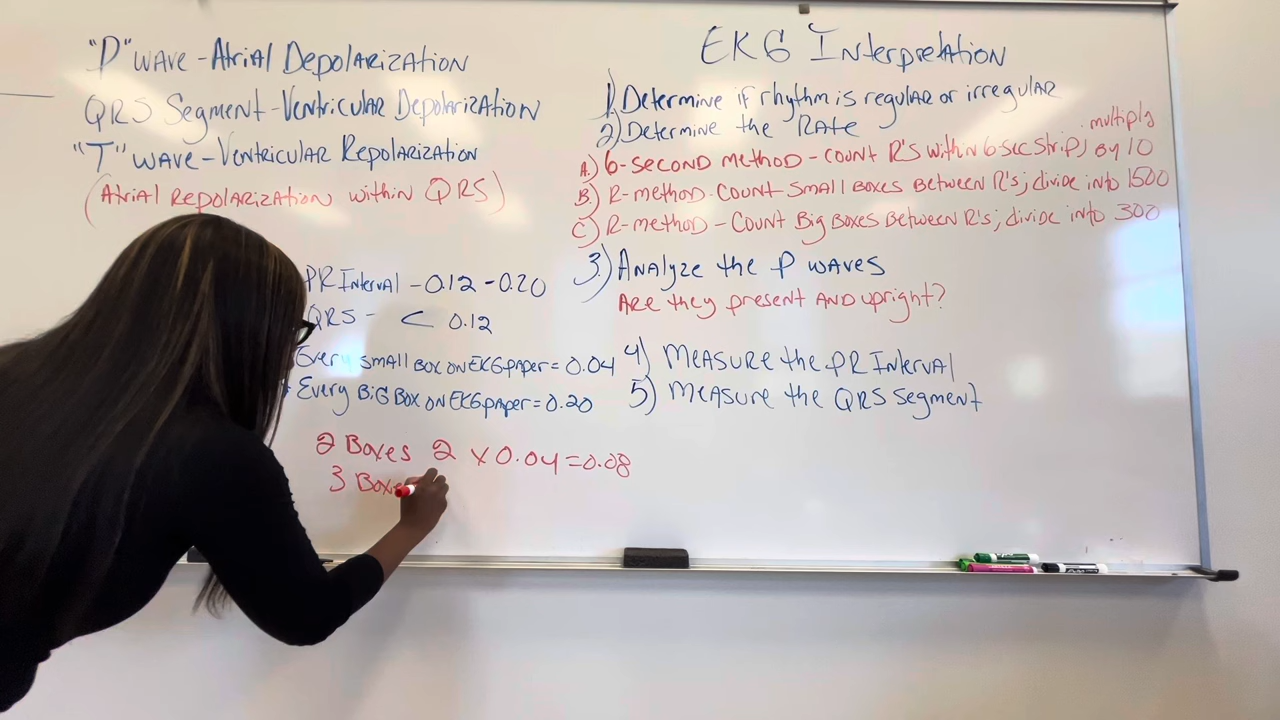 "P" wave - Atrial Depolarization
QRS Segment - Ventricular Depolarization
"T" wave - Ventricular Repolarization
(Atrial Repolarization within QRS)
PR Interval - 0.12 - 0.20
QRS - < 0.12
Every small box on EKG paper = 0.04
Every Big Box on EKG paper = 0.20
2 Boxes 2 x 0.04 = 0.08
3 Boxe
EKG Interpretation
1) Determine if rhythm is regular or irregular
2) Determine the Rate
A.) 6-second method - count R's within 6-sec strip, multiply by 10
B.) R-method - Count small boxes Between R's; divide into 1500
C.) R-method - Count Big Boxes Between R's; divide into 300
3.) Analyze the P waves
Are they present and upright?
4) Measure the PR Interval
5) Measure the QRS segment